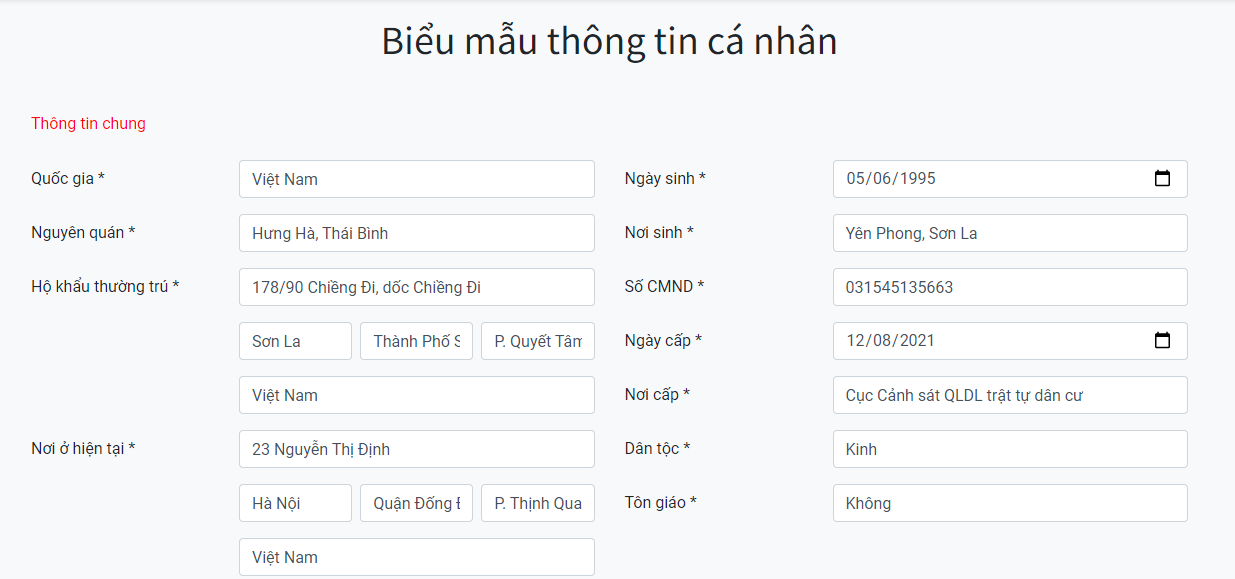 Biểu mẫu thông tin cá nhân
Thông tin chung
Quốc gia * Việt Nam Ngày sinh * 05/06/1995
Nguyên quán * Hưng Hà, Thái Bình Nơi sinh * Yên Phong, Sơn La
Hộ khẩu thường trú * 178/90 Chiềng Đi, dốc Chiềng Đi Số CMND * 031545135663
Sơn La Thành Phố S P. Quyết Tâm Ngày cấp * 12/08/2021
Việt Nam Nơi cấp * Cục Cảnh sát QLDL trật tự dân cư
Nơi ở hiện tại * 23 Nguyễn Thị Định Dân tộc * Kinh
Hà Nội Quận Đống Đ P. Thịnh Qua Tôn giáo * Không
Việt Nam